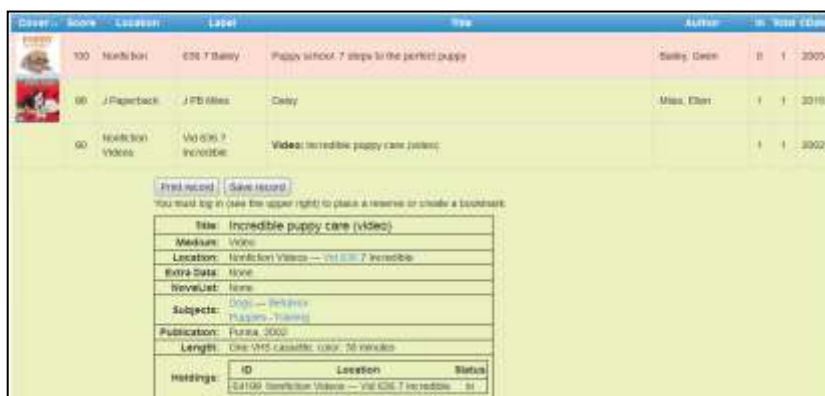 Cover Score Location Label Title Author In Total CDate
PUPPY
100 Nonfiction 636.7 Bailey Puppy school: 7 steps to the perfect puppy Bailey, Gwen 0 1 2005
J Paperback J PB Miles Daisy Miles, Ellen 1 1
Nonfiction Videos Vid 636.7 Incredible Video: Incredible puppy care (video) 1 1 2002
Print record Save record
You must log in (see the upper right) to place a reserve or create a bookmark.
Title: Incredible puppy care (video)
Medium: Video
Location: Nonfiction Videos — Vid 636.7 Incredible
Extra Data: None
NoveList: None
Subjects: Dogs — Behavior
Puppies - Training
Publication: Purina, 2002
Length: One VHS cassette, color, 38 minutes
Holdings: ID Location Status
Nonfiction Videos — Vid 636.7 Incredible In